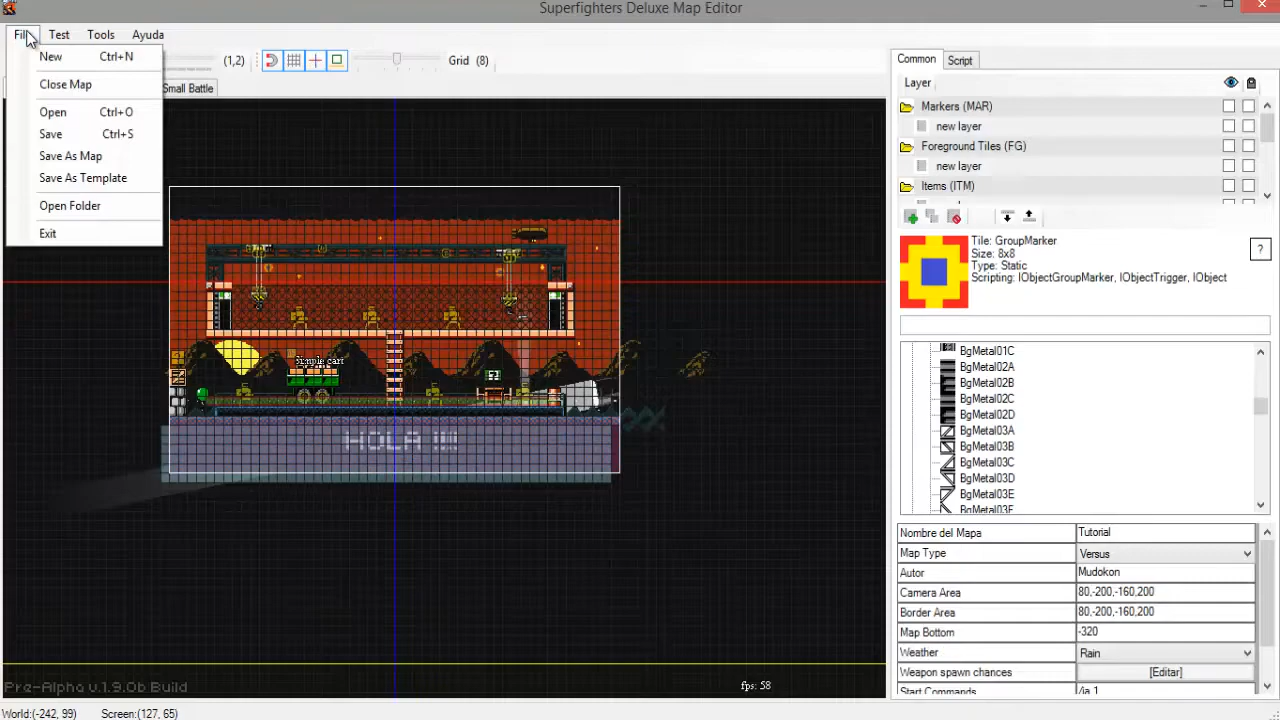 Superfighters Deluxe Map Editor
File Test Tools Ayuda
New Ctrl+N
Close Map
Open Ctrl+O
Save Ctrl+S
Save As Map
Save As Template
Open Folder
Exit
(1,2) Grid (8)
Small Battle
Simple cart
HOLA !!!
Pre-Alpha v.1.9.0b Build
fps: 58
World:(-242, 99) Screen:(127, 65)
Common Script
Layer
Markers (MAR)
new layer
Foreground Tiles (FG)
new layer
Items (ITM)
Tile: GroupMarker
Size: 8x8
Type: Static
Scripting: IObjectGroupMarker, IObjectTrigger, IObject
?
BgMetal01C
BgMetal02A
BgMetal02B
BgMetal02C
BgMetal02D
BgMetal03A
BgMetal03B
BgMetal03C
BgMetal03D
BgMetal03E
BgMetal03F
Nombre del Mapa Tutorial
Map Type Versus
Autor Mudokon
Camera Area 80,-200,-160,200
Border Area 80,-200,-160,200
Map Bottom -320
Weather Rain
Weapon spawn chances [Editar]
Start Commands /ia 1